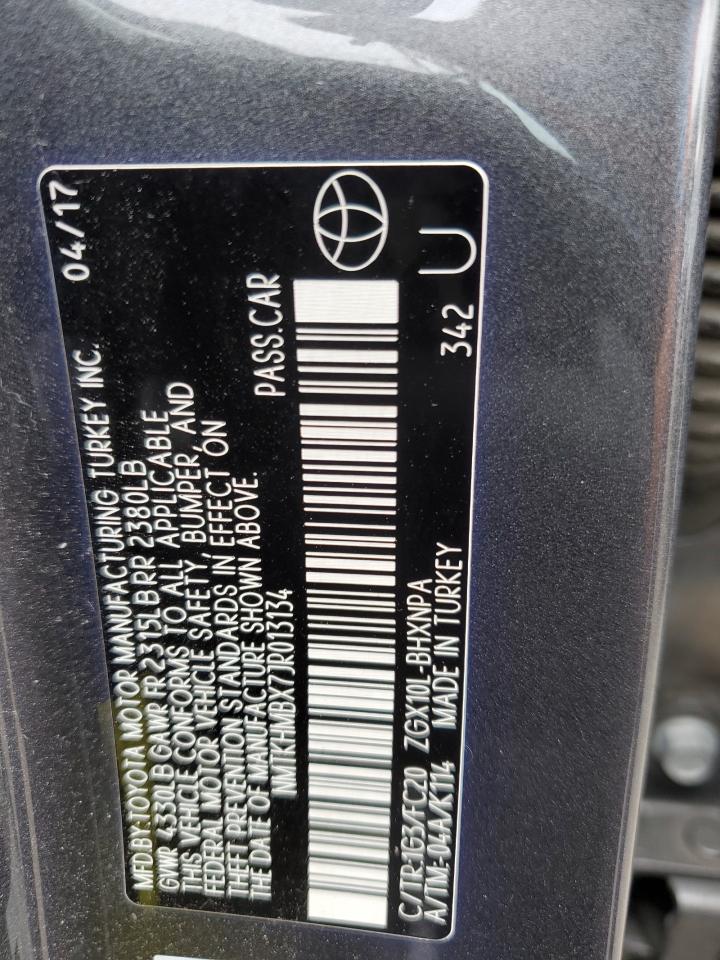 MFD.BY:TOYOTA MOTOR MANUFACTURING TURKEY INC. 04/17
GVWR 4330LB GAWR FR 2315LB RR 2380LB
THIS VEHICLE CONFORMS TO ALL APPLICABLE
FEDERAL MOTOR VEHICLE SAFETY, BUMPER, AND
THEFT PREVENTION STANDARDS IN EFFECT ON
THE DATE OF MANUFACTURE SHOWN ABOVE.
NMTKHMBX7JR013134 PASS.CAR
C/TR:1G3/FC20 ZGX10L-BHXNPA 342 U
A/TM:-04A/K114 MADE IN TURKEY